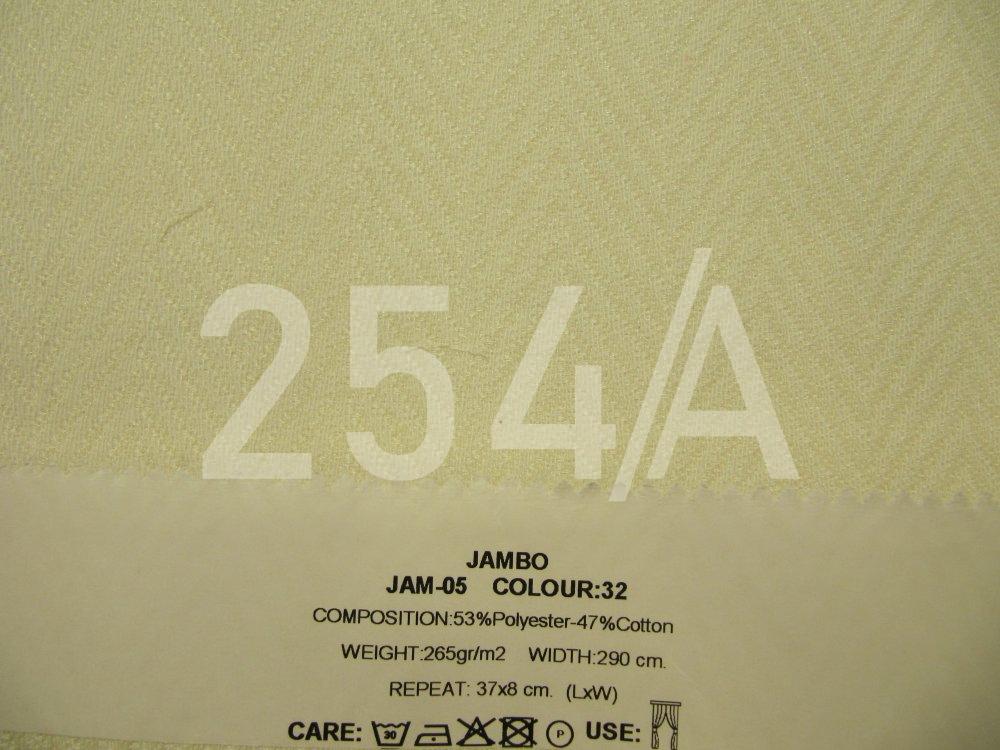 254/A
JAMBO
JAM-05 COLOUR:32
COMPOSITION:53%Polyester-47%Cotton
WEIGHT:265gr/m2 WIDTH:290 cm.
REPEAT: 37x8 cm. (LxW)
CARE: 30 P USE: